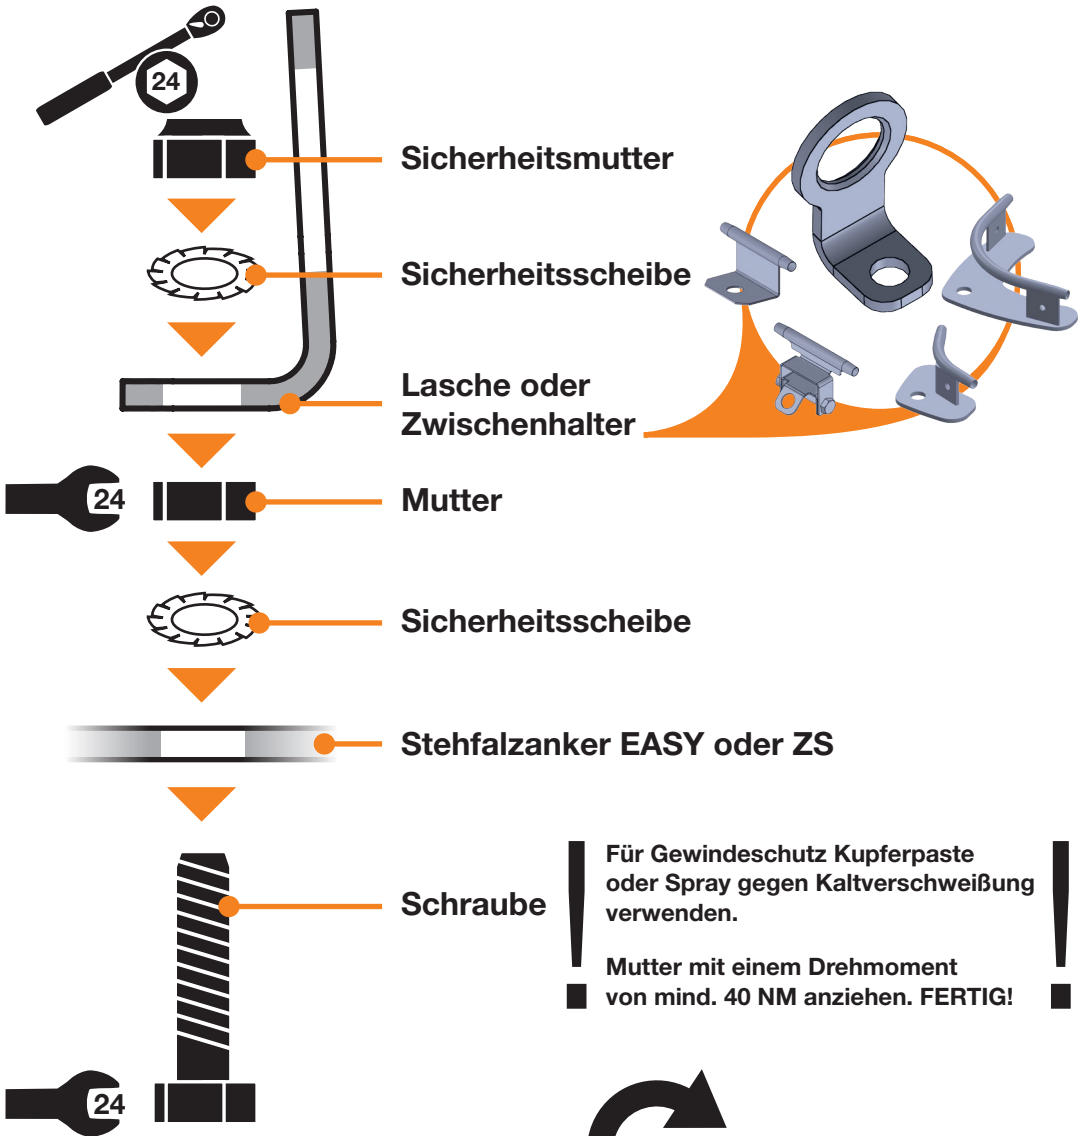 24
Sicherheitsmutter
Sicherheitsscheibe
Lasche oder
Zwischenhalter
24
Mutter
Sicherheitsscheibe
Stehfalzanker EASY oder ZS
Schraube
Für Gewindeschutz Kupferpaste
oder Spray gegen Kaltverschweißung
verwenden.
Mutter mit einem Drehmoment
von mind. 40 NM anziehen. FERTIG!
24